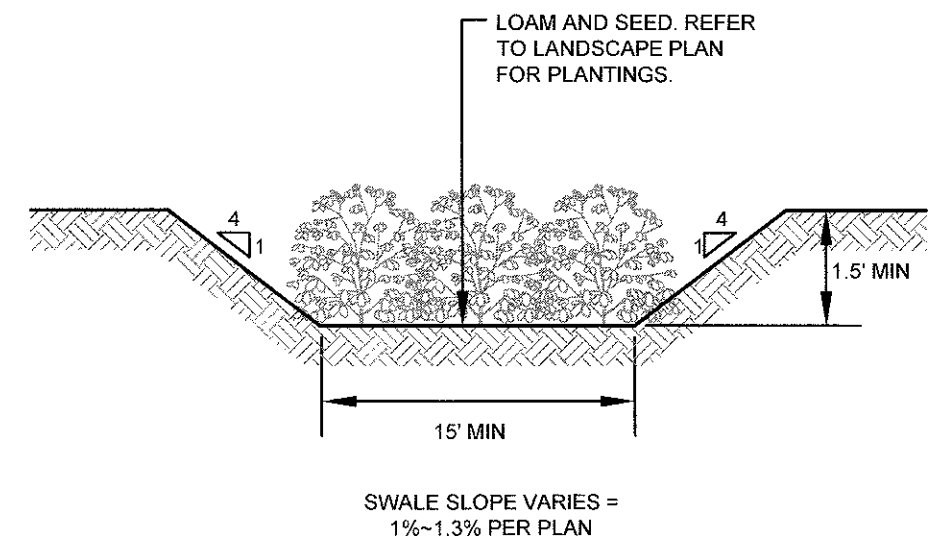 LOAM AND SEED. REFER
TO LANDSCAPE PLAN
FOR PLANTINGS.
4
1
4
1
1.5' MIN
15' MIN
SWALE SLOPE VARIES =
1%~1.3% PER PLAN